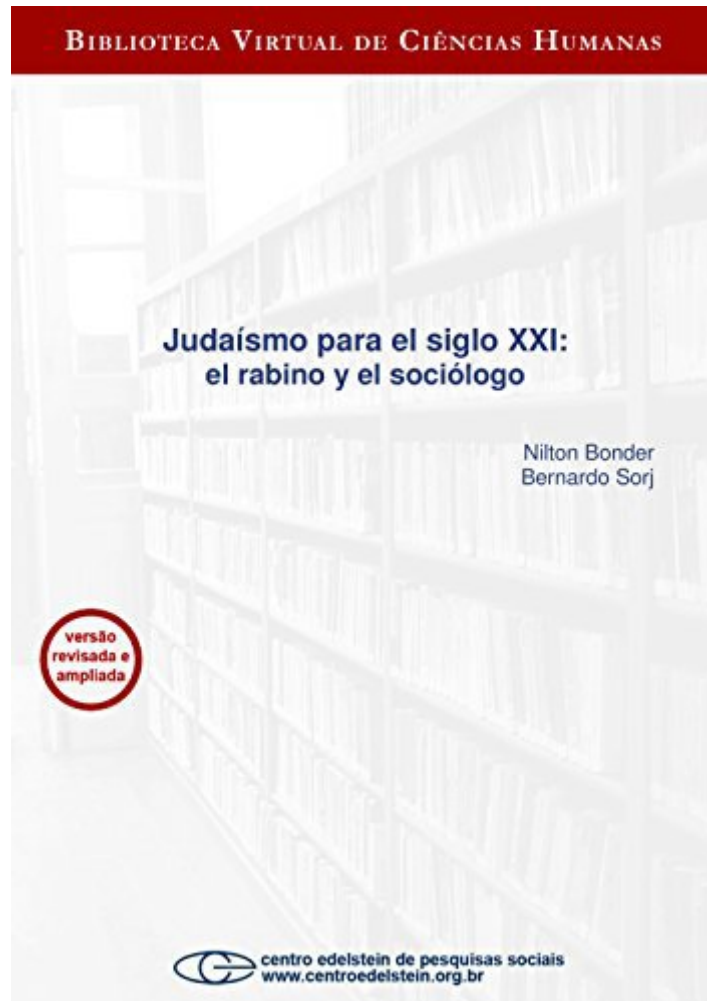 BIBLIOTECA VIRTUAL DE CIÊNCIAS HUMANAS
Judaísmo para el siglo XXI:
el rabino y el sociólogo
Nilton Bonder
Bernardo Sorj
versão
revisada e
ampliada
centro edelstein de pesquisas sociais
www.centroedelstein.org.br